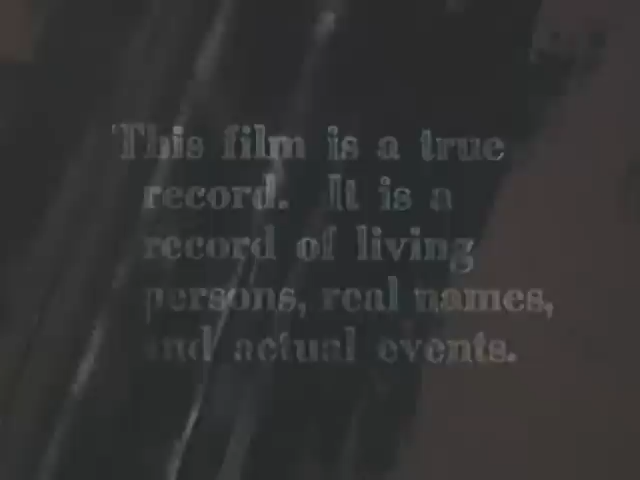 This film is a true
record. It is a
record of living
persons, real names,
and actual events.